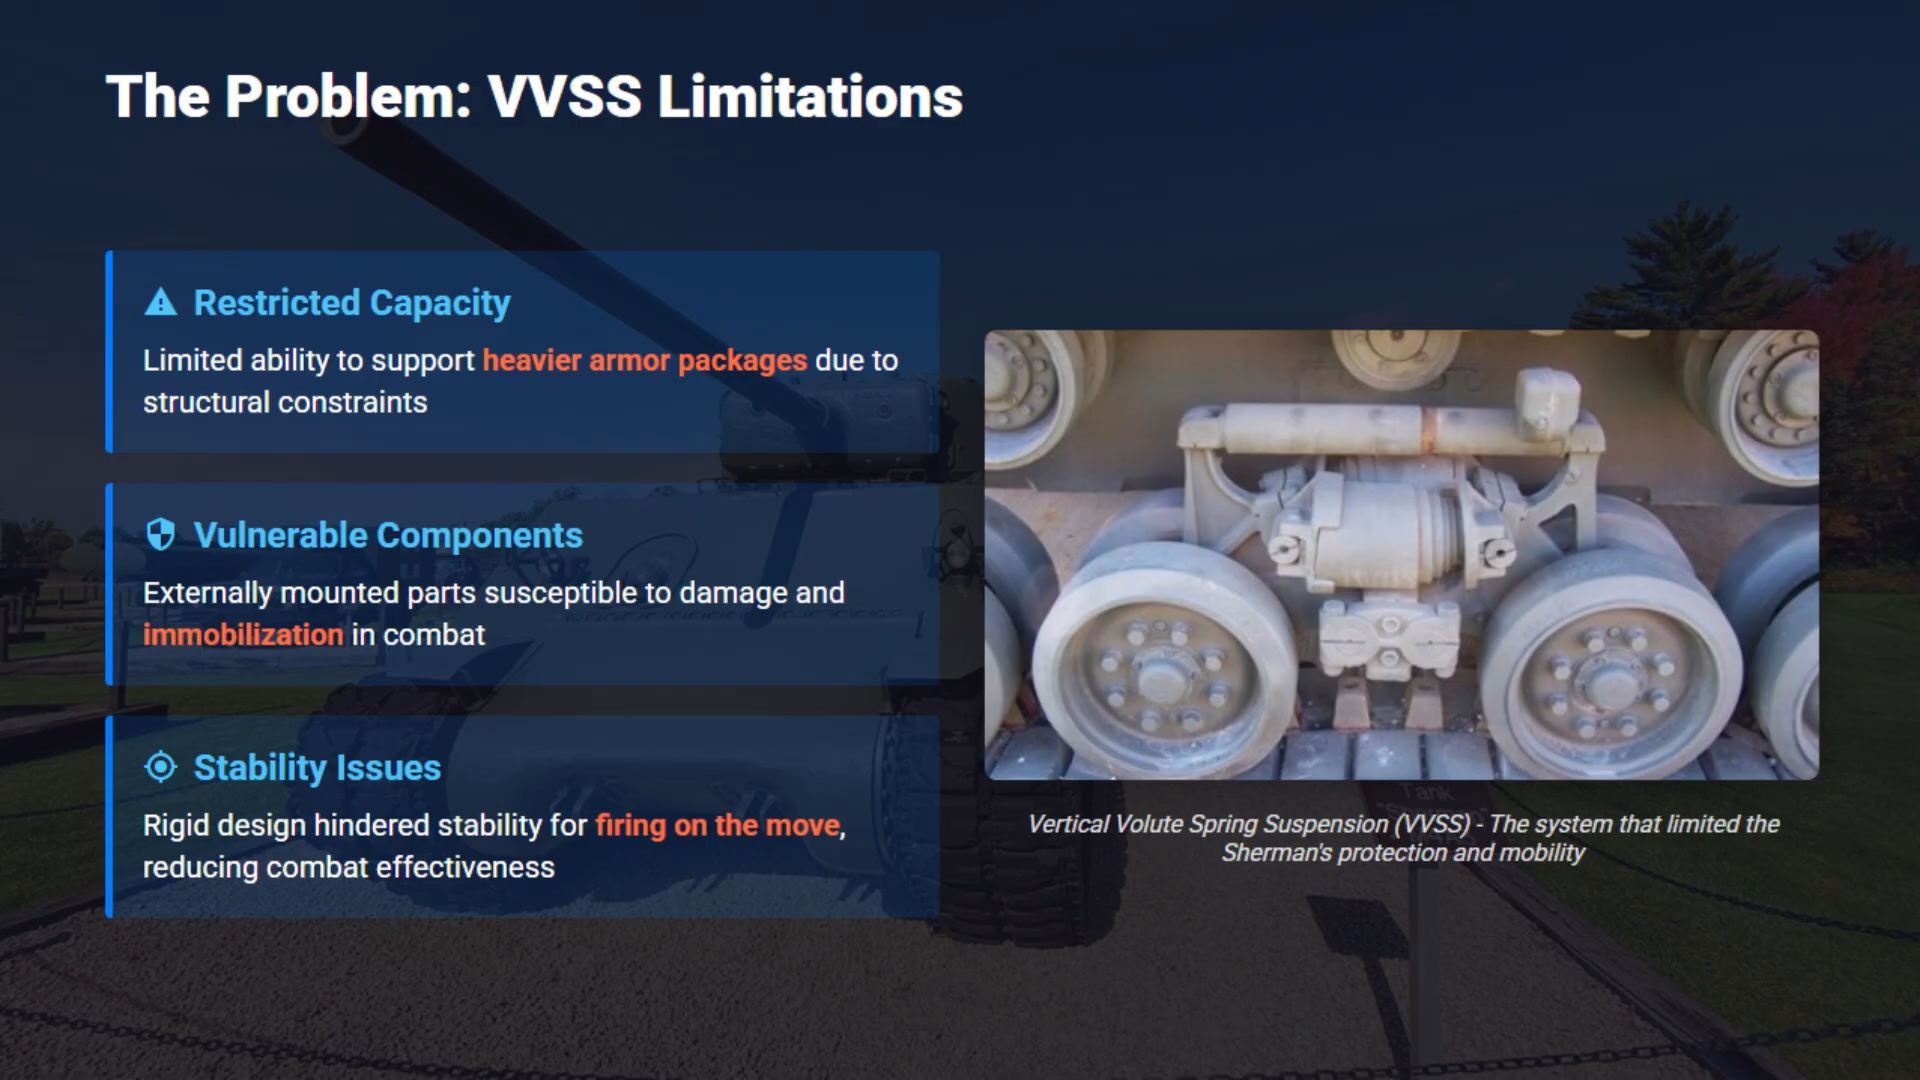 The Problem: VVSS Limitations
Restricted Capacity
Limited ability to support heavier armor packages due to
structural constraints
Vulnerable Components
Externally mounted parts susceptible to damage and
immobilization in combat
Stability Issues
Rigid design hindered stability for firing on the move,
reducing combat effectiveness
Tank
"Sherman"
Vertical Volute Spring Suspension (VVSS) - The system that limited the
Sherman's protection and mobility